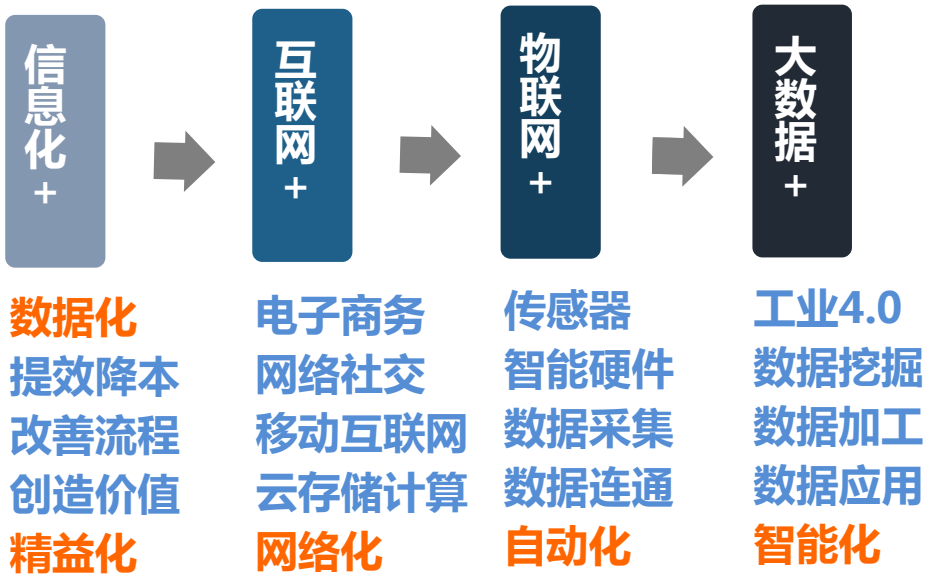 信息化+
互联网+
物联网+
大数据+
数据化
提效降本
改善流程
创造价值
精益化
电子商务
网络社交
移动互联网
云存储计算
网络化
传感器
智能硬件
数据采集
数据连通
自动化
工业4.0
数据挖掘
数据加工
数据应用
智能化